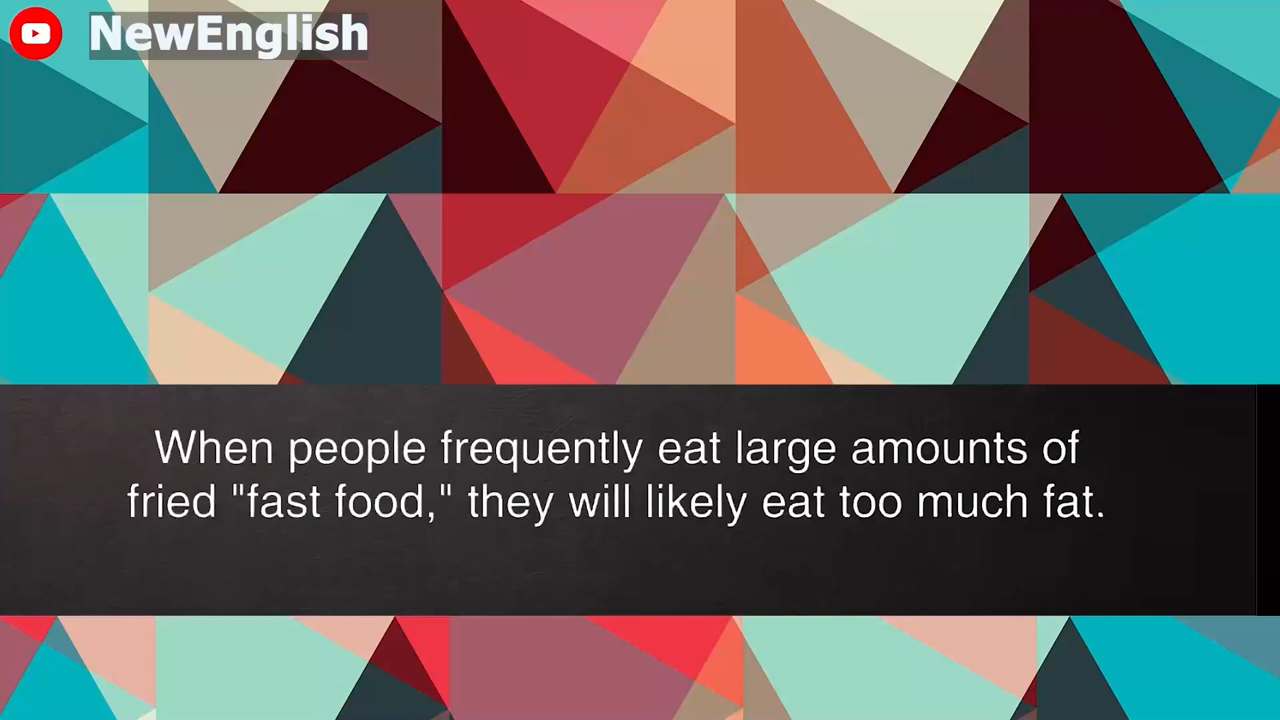 NewEnglish
When people frequently eat large amounts of
fried "fast food," they will likely eat too much fat.